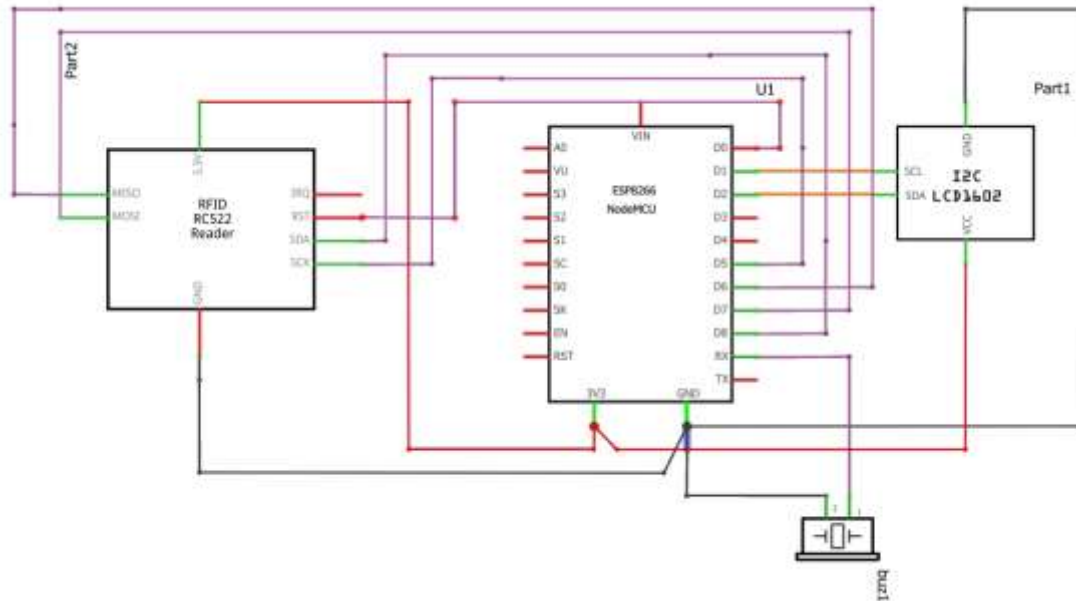 Part2
U1
Part1
3.3V
MISO
MOSI
RFID
RC522
Reader
IRQ
RST
SDA
SCK
GND
VIN
A0
VU
S3
S2
S1
SC
S0
SK
EN
RST
ESP8266
NodeMCU
D0
D1
D2
D3
D4
D5
D6
D7
D8
RX
TX
3V3
GND
GND
SCL
SDA
I2C
LCD1602
VCC
buz1